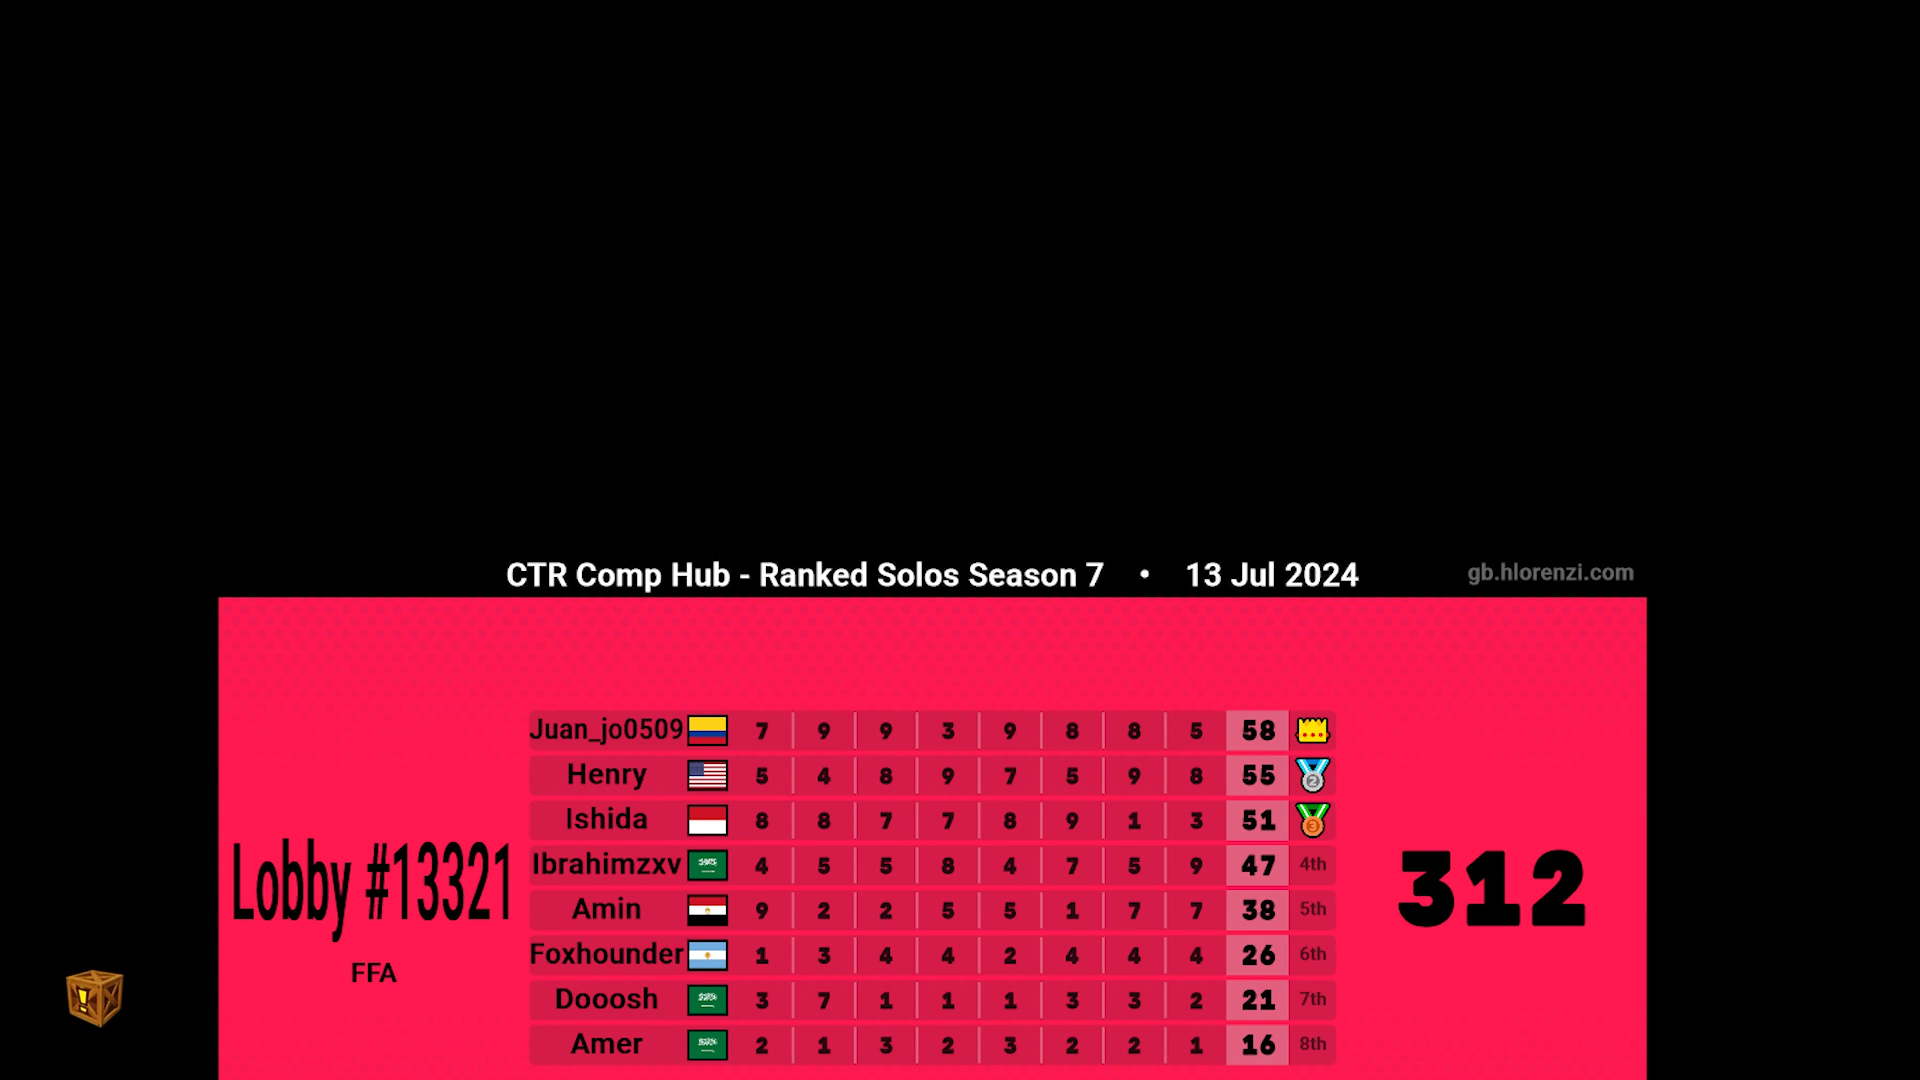 CTR Comp Hub - Ranked Solos Season 7 • 13 Jul 2024 gb.hlorenzi.com
Juan_jo0509 7 9 9 3 9 8 8 5 58
Henry 5 4 8 9 7 5 9 8 55 2
Ishida 8 8 7 7 8 9 1 3 51 3
Ibrahimzxv 4 5 5 8 4 7 5 9 47 4th
Amin 9 2 2 5 5 1 7 7 38 5th
Foxhounder 1 3 4 4 2 4 4 4 26 6th
Dooosh 3 7 1 1 1 3 3 2 21 7th
Amer 2 1 3 2 3 2 2 1 16 8th
Lobby #13321
FFA
312